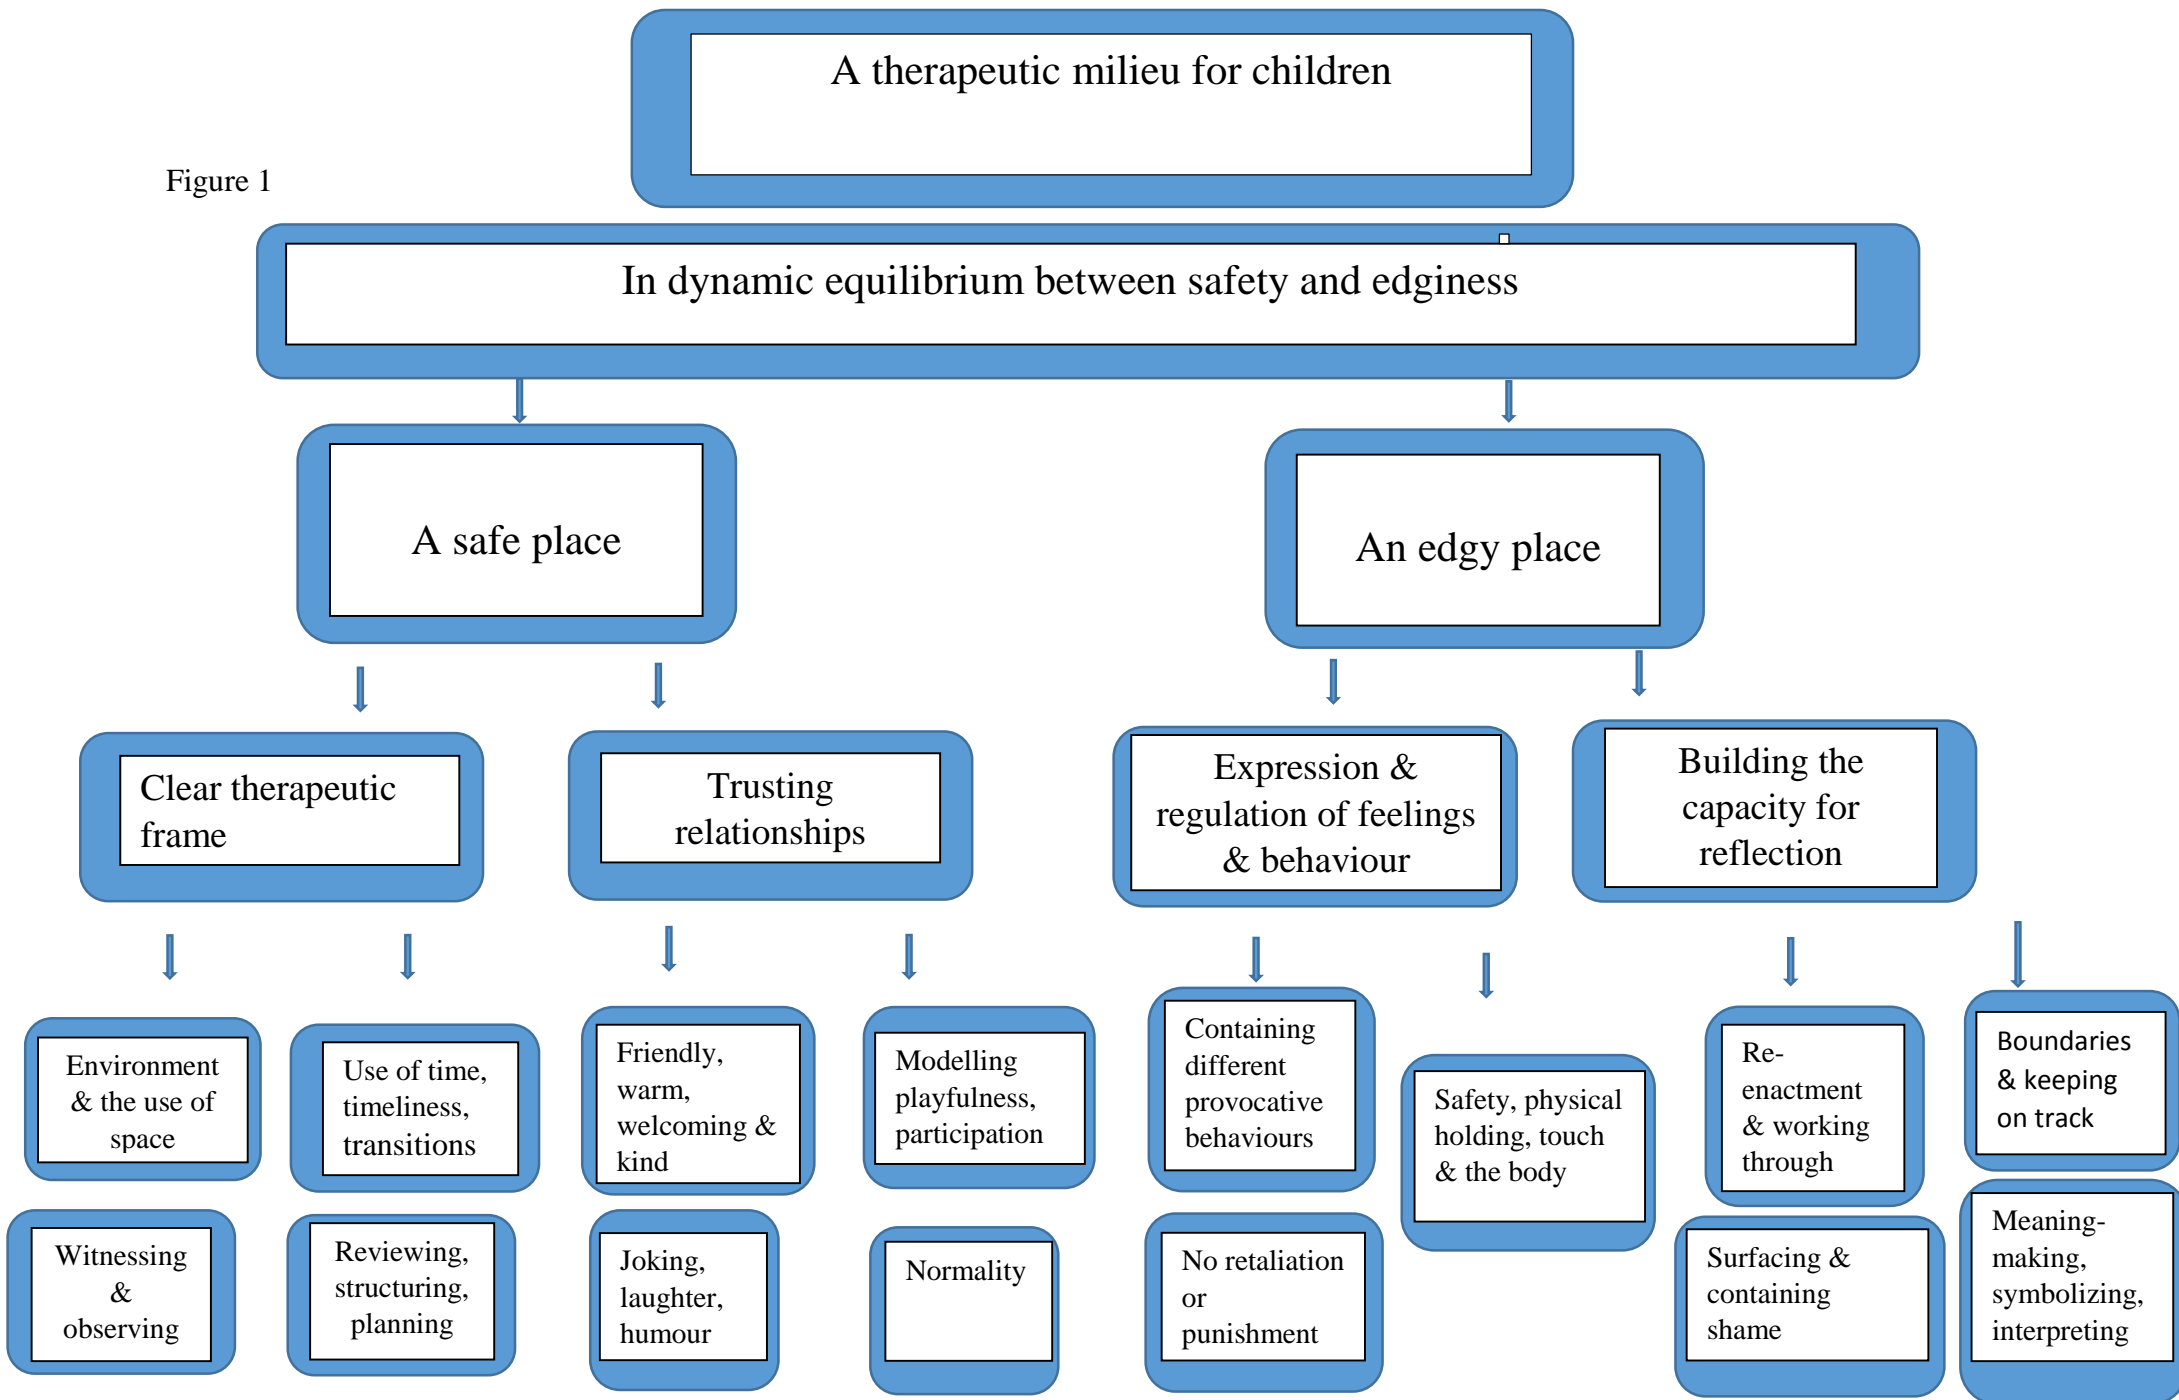 A therapeutic milieu for children
Figure 1
In dynamic equilibrium between safety and edginess
A safe place
An edgy place
Clear therapeutic
frame
Trusting
relationships
Expression &
regulation of feelings
& behaviour
Building the
capacity for
reflection
Environment
& the use of
space
Use of time,
timeliness,
transitions
Friendly,
warm,
welcoming &
kind
Modelling
playfulness,
participation
Containing
different
provocative
behaviours
Safety, physical
holding, touch
& the body
Re-
enactment
& working
through
Boundaries
& keeping
on track
Witnessing
&
observing
Reviewing,
structuring,
planning
Joking,
laughter,
humour
Normality
No retaliation
or
punishment
Surfacing &
containing
shame
Meaning-
making,
symbolizing,
interpreting